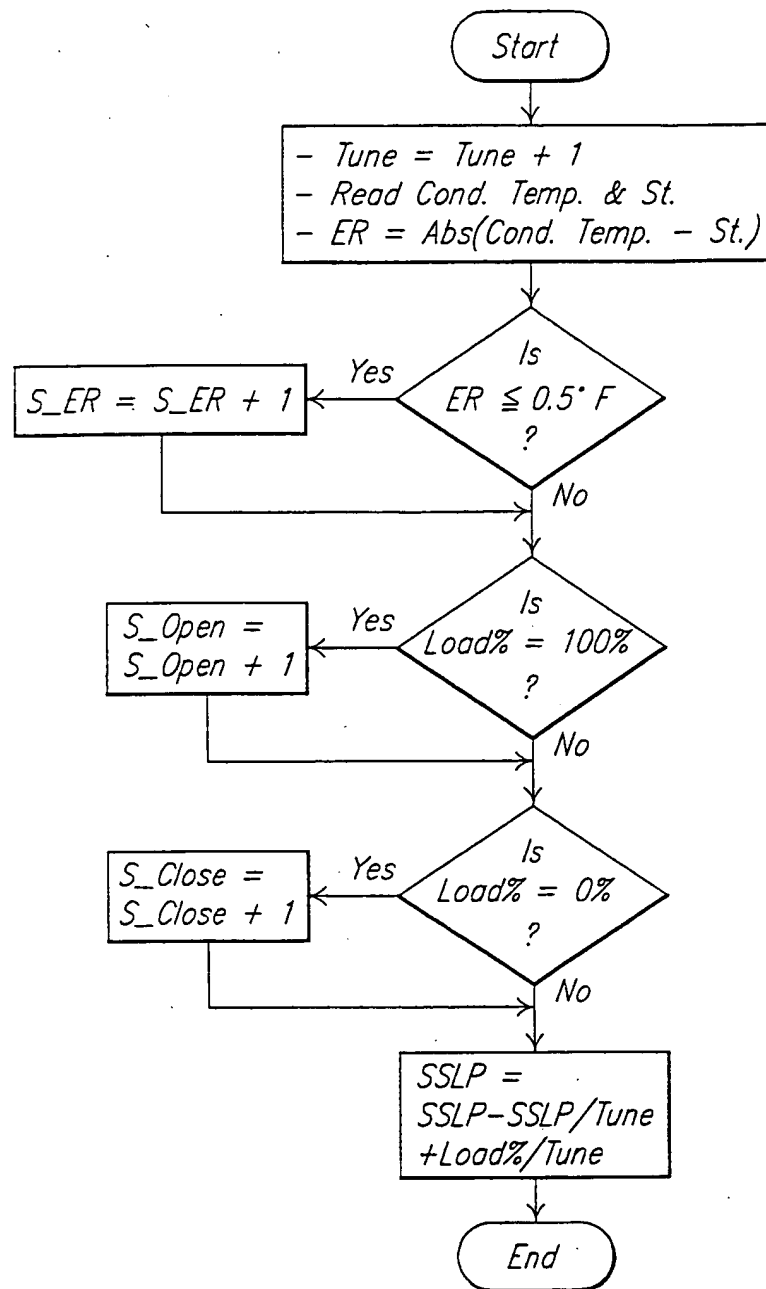 Start
- Tune = Tune + 1
- Read Cond. Temp. & St.
- ER = Abs(Cond. Temp. - St.)
Is
ER ≦ 0.5° F
?
Yes
S_ER = S_ER + 1
No
Is
Load% = 100%
?
Yes
S_Open =
S_Open + 1
No
Is
Load% = 0%
?
Yes
S_Close =
S_Close + 1
No
SSLP =
SSLP-SSLP/Tune
+Load%/Tune
End